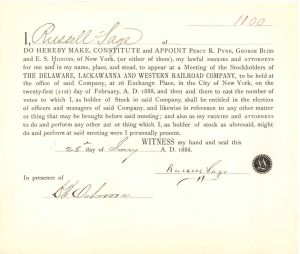 1100
I, Russell Sage of
DO HEREBY MAKE, CONSTITUTE AND APPOINT PERCY R. PYNE, GEORGE BLISS
and E. S. HIGGINS, of New York, (or either of them), my lawful PROXIES AND ATTORNEYS
for me and in my name, place, and stead, to appear at a Meeting of the Stockholders of
THE DELAWARE, LACKAWANNA AND WESTERN RAILROAD COMPANY, to be held
at the office of said Company, at 26 Exchange Place, in the City of New York, on the
twenty-first (21st) day of February, A. D. 1888, and then and there to cast the number
of votes to which I, as holder of Stock in said Company, shall be entitled in the election
of officers and managers of said Company, and likewise in reference to any other matter
or thing that may be brought before said meeting; and also as my PROXIES AND ATTORNEYS
to do and perform any other act or thing which I, as holder of stock as aforesaid, might
do and perform at said meeting were I personally present.
WITNESS my hand and seal this
28 day of A. D. 1888.
Russell Sage
In presence of
Osborne